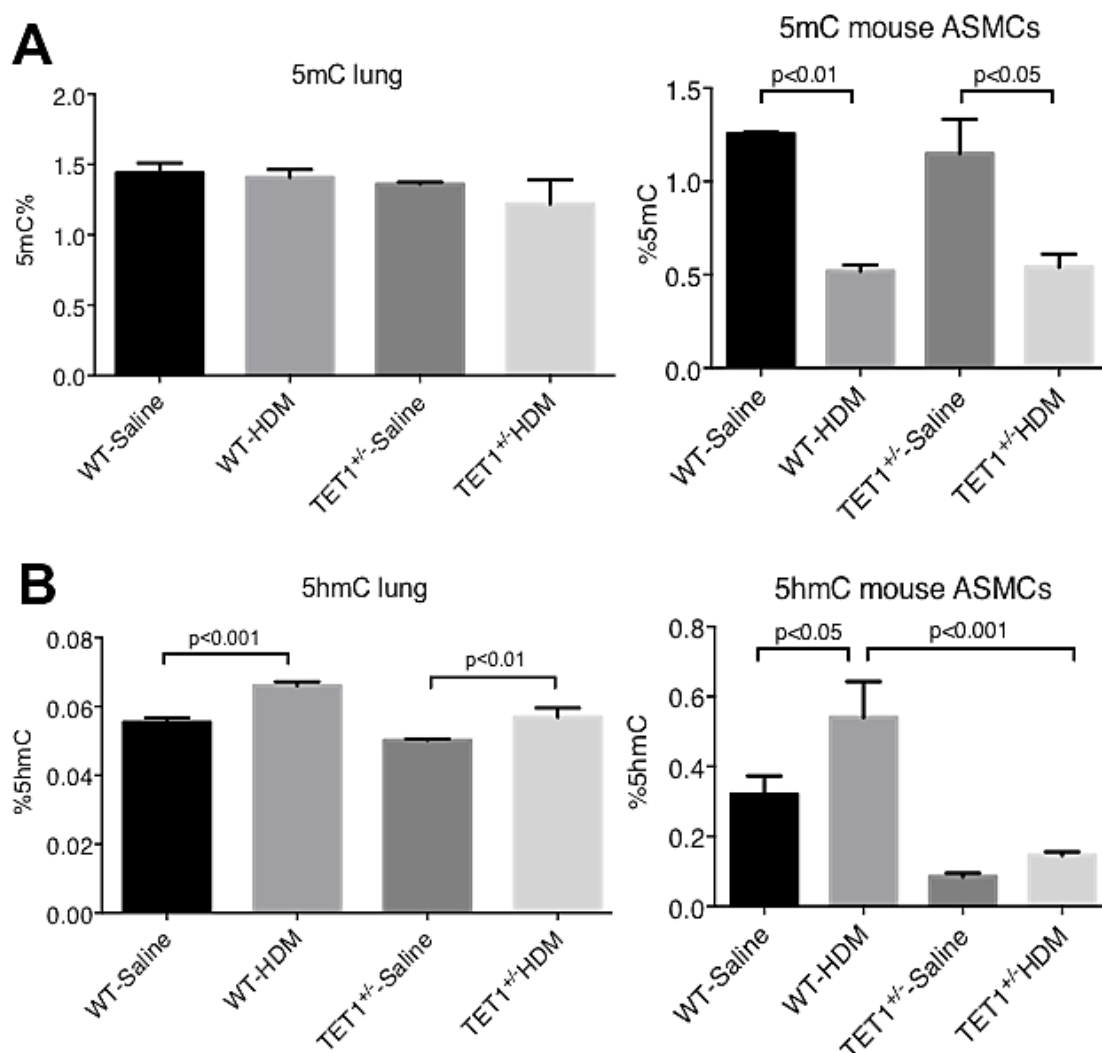 A
5mC lung
5mC%
2.0
1.5
1.0
0.5
0.0
WT-Saline
WT-HDM
TET1+/--Saline
TET1+/-HDM
5mC mouse ASMCs
p<0.01
p<0.05
%5mC
1.5
1.0
0.5
0.0
WT-Saline
WT-HDM
TET1+/--Saline
TET1+/-HDM
B
5hmC lung
p<0.001
p<0.01
%5hmC
0.08
0.06
0.04
0.02
0.00
WT-Saline
WT-HDM
TET1+/--Saline
TET1+/-HDM
5hmC mouse ASMCs
p<0.05
p<0.001
%5hmC
0.8
0.6
0.4
0.2
0.0
WT-Saline
WT-HDM
TET1+/--Saline
TET1+/-HDM